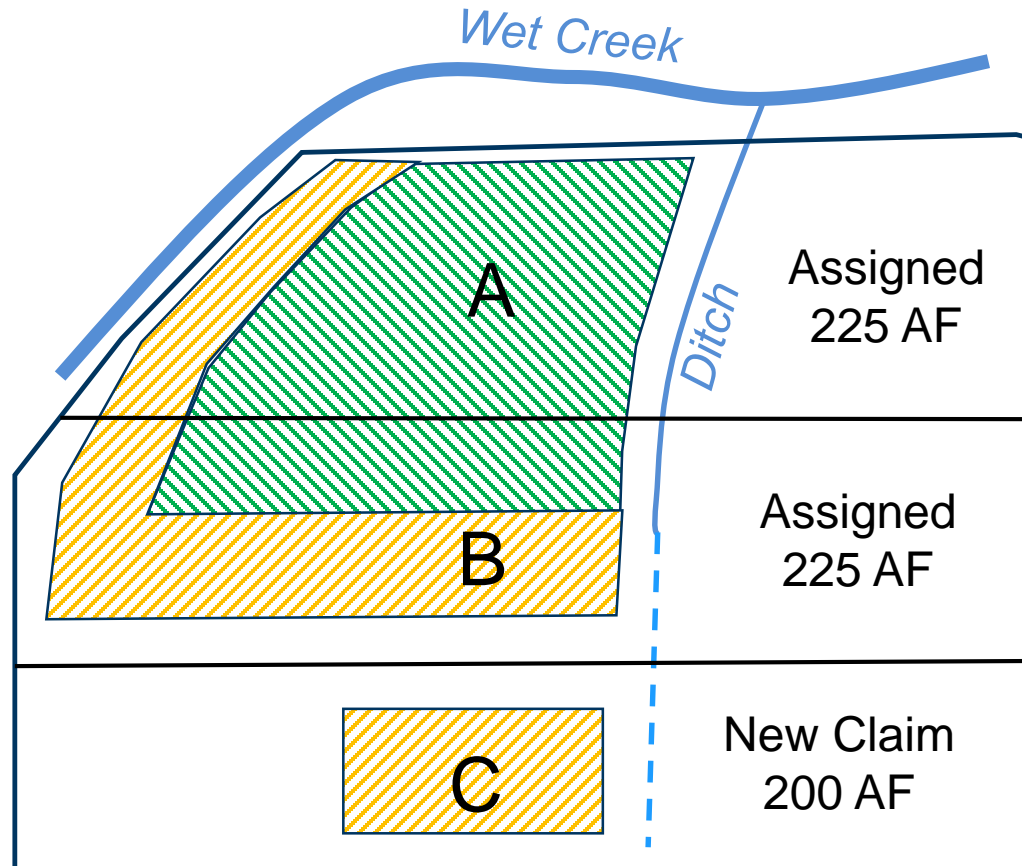 Wet Creek
A
Assigned
225 AF
Ditch
B
Assigned
225 AF
C
New Claim
200 AF